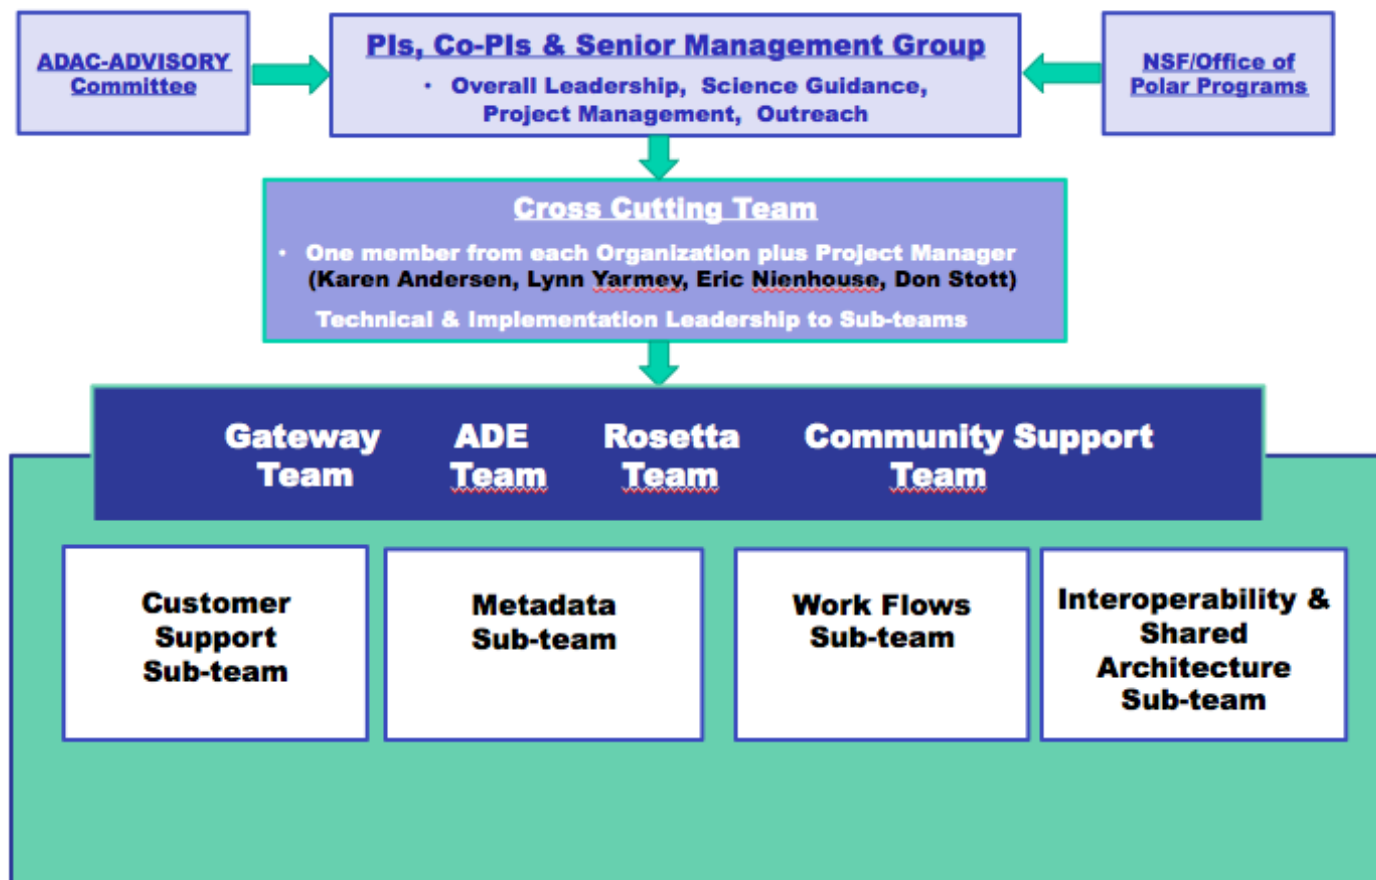 ADAC-ADVISORY
Committee
PIs, Co-PIs & Senior Management Group
• Overall Leadership, Science Guidance,
Project Management, Outreach
NSF/Office of
Polar Programs
Cross Cutting Team
• One member from each Organization plus Project Manager
(Karen Andersen, Lynn Yarmey, Eric Nienhouse, Don Stott)
Technical & Implementation Leadership to Sub-teams
Gateway
Team
ADE
Team
Rosetta
Team
Community Support
Team
Customer
Support
Sub-team
Metadata
Sub-team
Work Flows
Sub-team
Interoperability &
Shared
Architecture
Sub-team